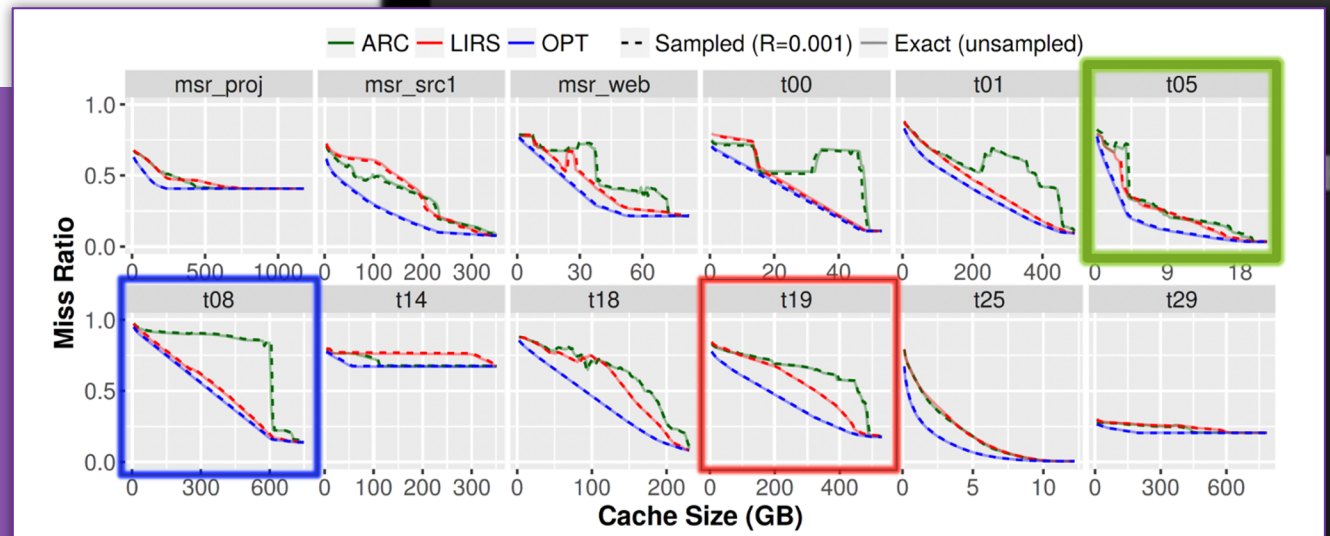 ARC LIRS OPT Sampled (R=0.001) Exact (unsampled)
msr_proj msr_src1 msr_web t00 t01 t05
1.0
0.5
0.0
0 500 1000 0 100 200 300 0 30 60 0 20 40 0 200 400 0 9 18
t08 t14 t18 t19 t25 t29
1.0
0.5
0.0
0 300 600 0 100 200 300 0 100 200 0 200 400 0 5 10 0 300 600
Miss Ratio
Cache Size (GB)